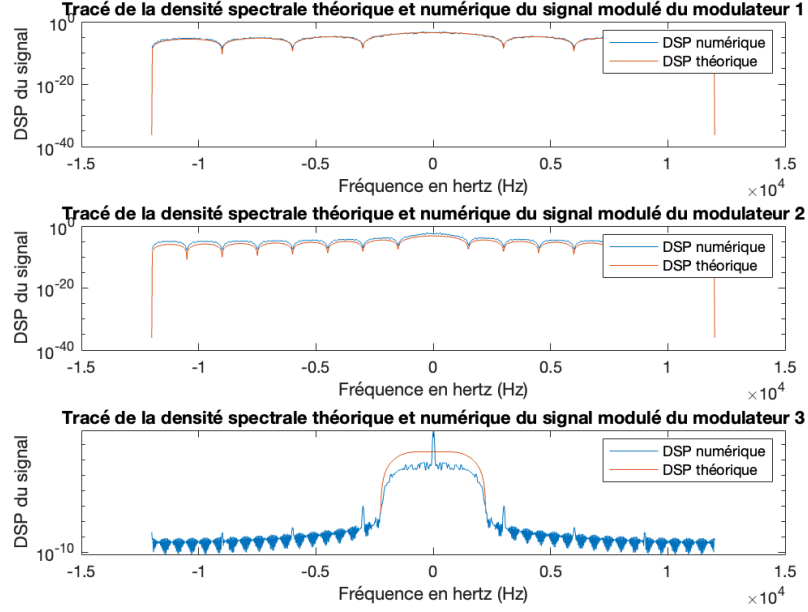 Tracé de la densité spectrale théorique et numérique du signal modulé du modulateur 1
DSP du signal
10^0
10^-20
10^-40
DSP numérique
DSP théorique
-1.5 -1 -0.5 0 0.5 1 1.5
Fréquence en hertz (Hz)
×10^4
Tracé de la densité spectrale théorique et numérique du signal modulé du modulateur 2
DSP du signal
10^0
10^-20
10^-40
DSP numérique
DSP théorique
-1.5 -1 -0.5 0 0.5 1 1.5
Fréquence en hertz (Hz)
×10^4
Tracé de la densité spectrale théorique et numérique du signal modulé du modulateur 3
DSP du signal
10^-10
DSP numérique
DSP théorique
-1.5 -1 -0.5 0 0.5 1 1.5
Fréquence en hertz (Hz)
×10^4